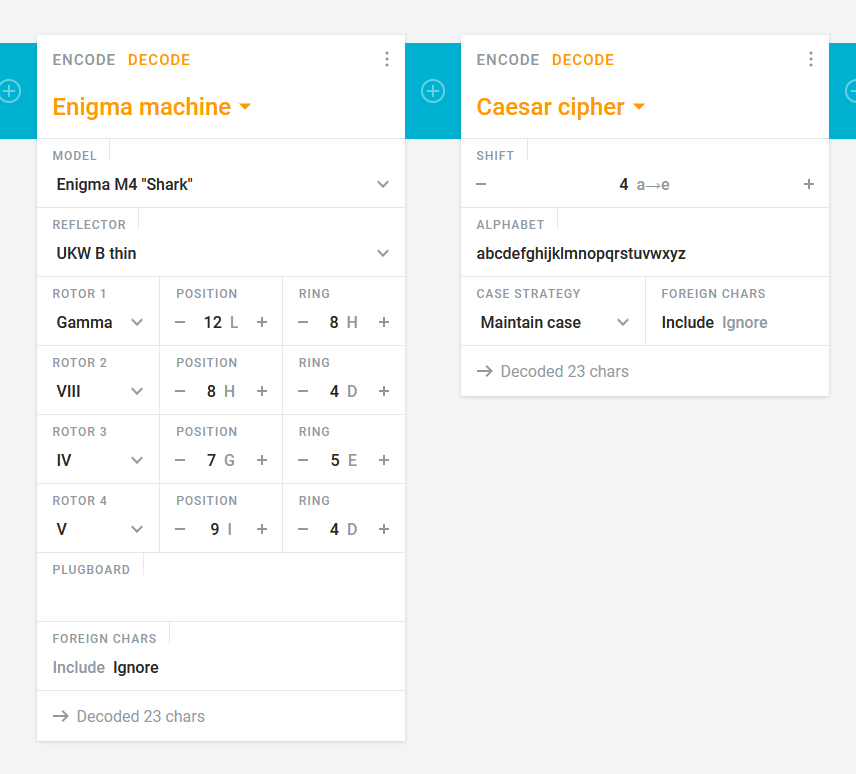 ENCODE DECODE
Enigma machine
MODEL
Enigma M4 "Shark"
REFLECTOR
UKW B thin
ROTOR 1 POSITION RING
Gamma − 12 L + − 8 H +
ROTOR 2 POSITION RING
VIII − 8 H + − 4 D +
ROTOR 3 POSITION RING
IV − 7 G + − 5 E +
ROTOR 4 POSITION RING
V − 9 I + − 4 D +
PLUGBOARD
FOREIGN CHARS
Include Ignore
→ Decoded 23 chars
ENCODE DECODE
Caesar cipher
SHIFT
− 4 a→e +
ALPHABET
abcdefghijklmnopqrstuvwxyz
CASE STRATEGY FOREIGN CHARS
Maintain case Include Ignore
→ Decoded 23 chars